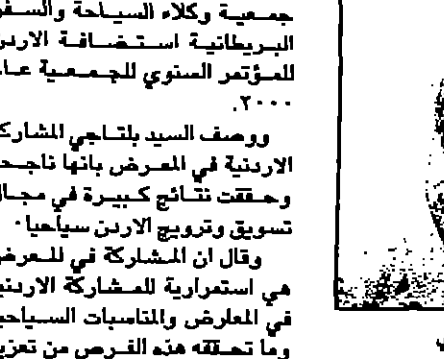 جمعية وكلاء السياحة والسفر
البريطانية استضافة الاردن
للمؤتمر السنوي للجمعية عام
٢٠٠٠.
ووصف السيد بلتاجي المشاركة
الاردنية في المعرض بانها ناجحة
وحققت نتائج كبيرة في مجال
تسويق وترويج الاردن سياحيا٠
وقال ان المشاركة في المعرض
هي استمرارية للمشاركة الاردنية
في المعارض والمناسبات السياحية
وما تحققه هذه الفرص من تعزيز